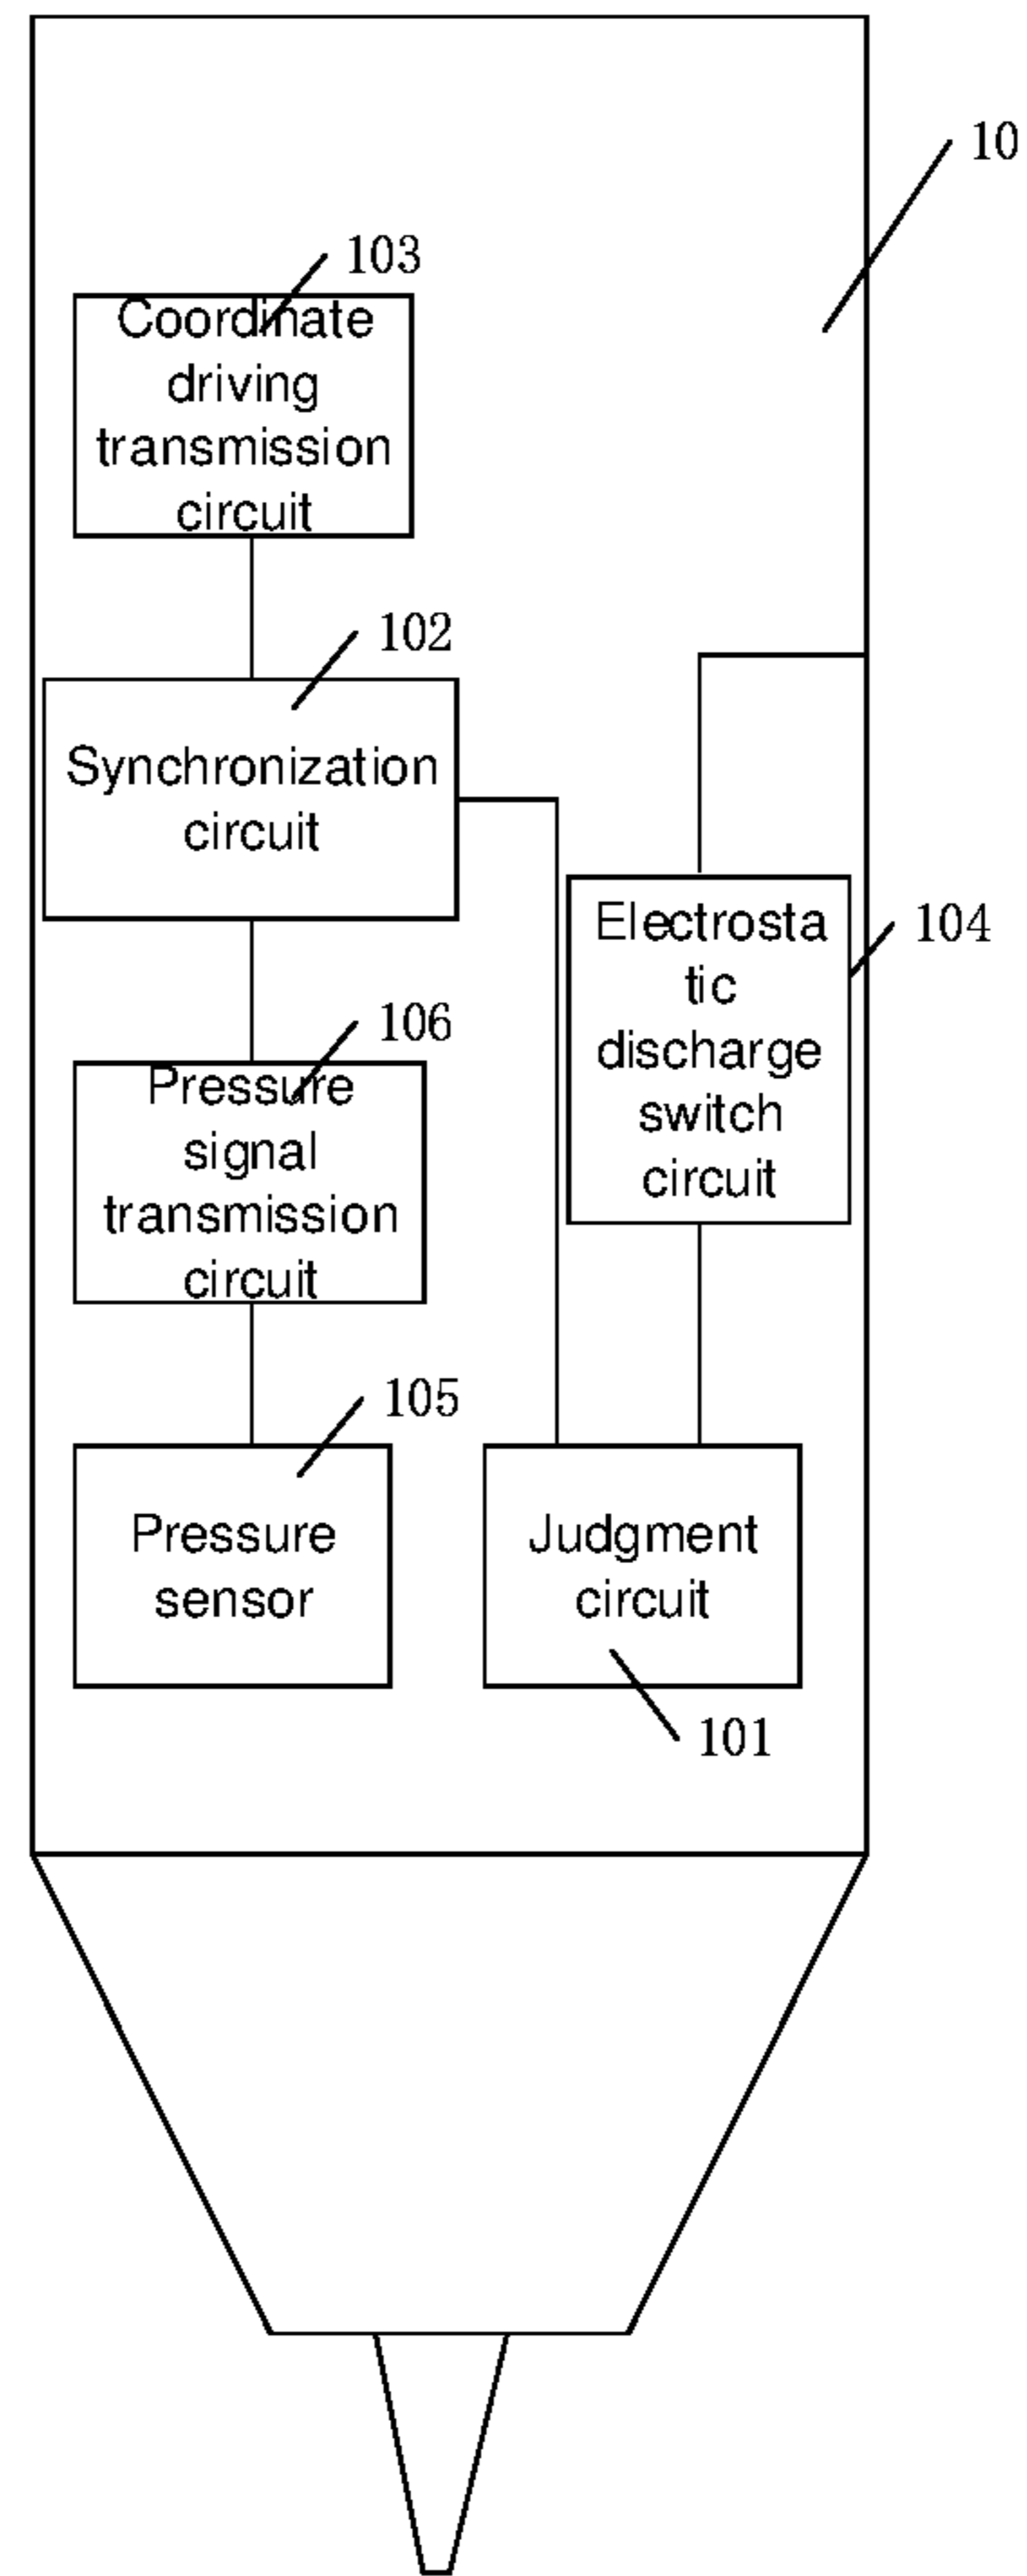 10
103
Coordinate
driving
transmission
circuit
102
Synchronization
circuit
104
Electrosta
tic
discharge
switch
circuit
106
Pressure
signal
transmission
circuit
105
Pressure
sensor
Judgment
circuit
101